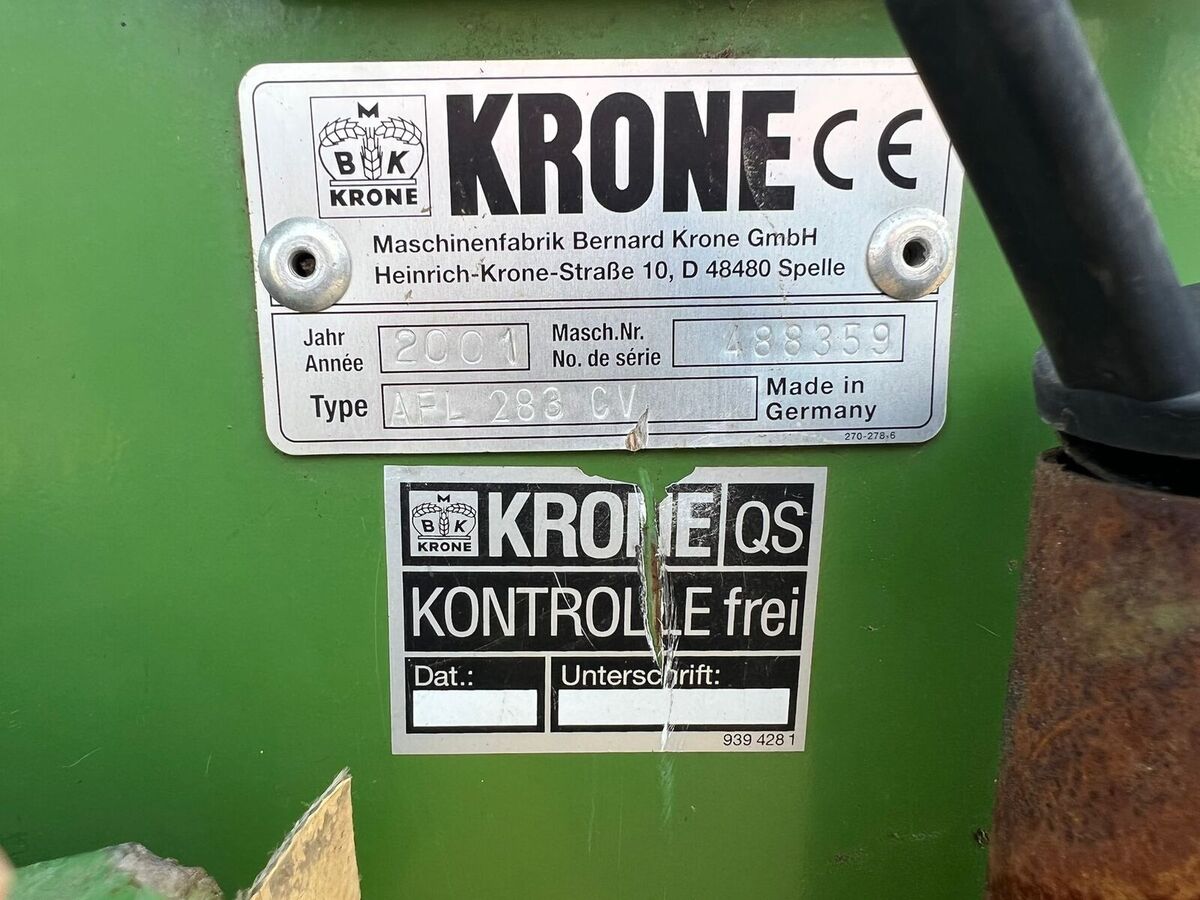 M
B K
KRONE
KRONE CE
Maschinenfabrik Bernard Krone GmbH
Heinrich-Krone-Straße 10, D 48480 Spelle
Jahr
Année
2001
Masch.Nr.
No. de série
488359
Type
AFL 283 CV
Made in
Germany
270-278-6
M
B K
KRONE
KRONE QS
KONTROLLE frei
Dat.: Unterschrift:
939 428 1